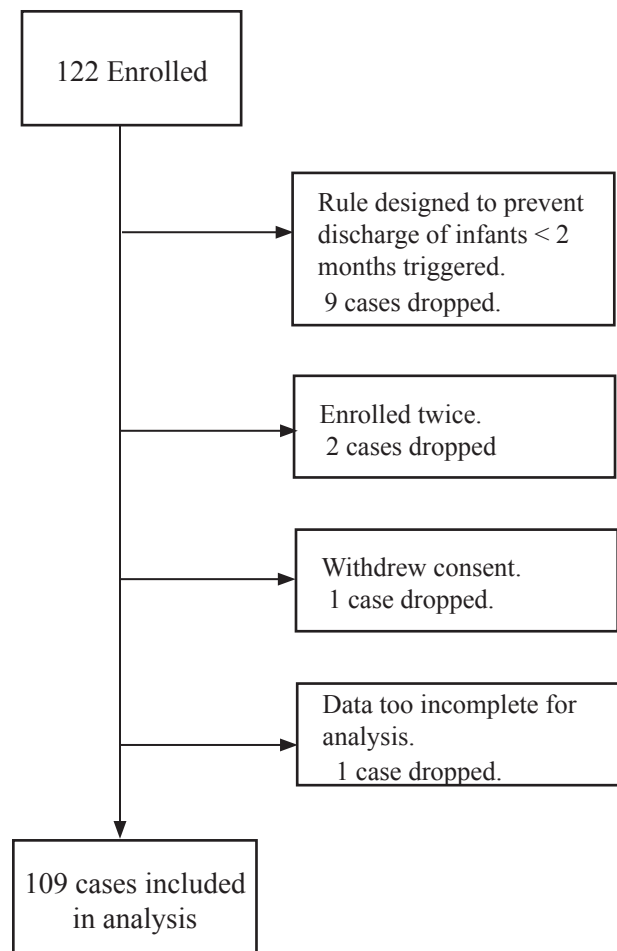 122 Enrolled
Rule designed to prevent
discharge of infants < 2
months triggered.
9 cases dropped.
Enrolled twice.
2 cases dropped
Withdrew consent.
1 case dropped.
Data too incomplete for
analysis.
1 case dropped.
109 cases included
in analysis